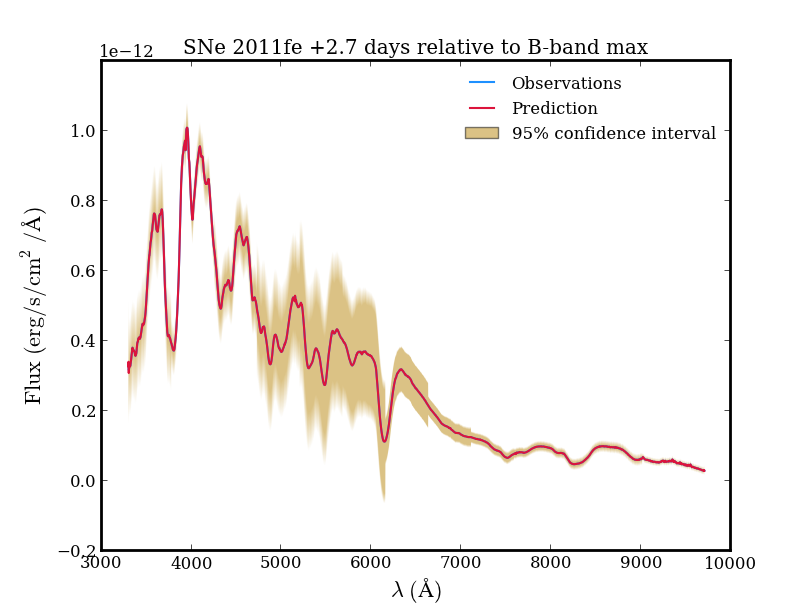 SNe 2011fe +2.7 days relative to B-band max
1e−12
Observations
Prediction
95% confidence interval
1.0
0.8
0.6
0.4
0.2
0.0
−0.2
Flux (erg/s/cm² /Å)
3000 4000 5000 6000 7000 8000 9000 10000
λ (Å)